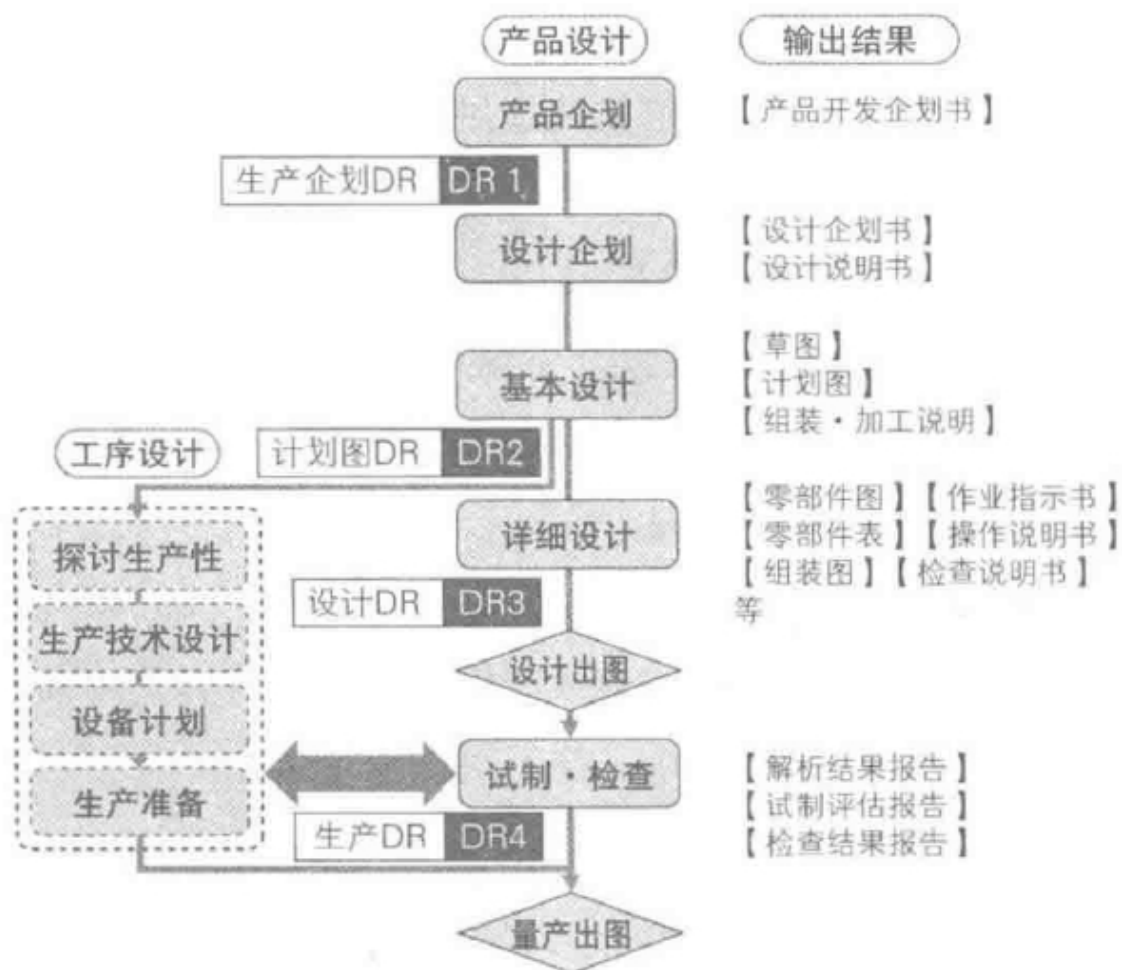 产品设计
输出结果
产品企划
【产品开发企划书】
生产企划DR DR 1
设计企划
【设计企划书】
【设计说明书】
基本设计
【草图】
【计划图】
【组装·加工说明】
工序设计
计划图DR DR2
详细设计
【零部件图】【作业指示书】
【零部件表】【操作说明书】
【组装图】【检查说明书】
等
探讨生产性
生产技术设计
设备计划
生产准备
设计DR DR3
设计出图
试制·检查
【解析结果报告】
【试制评估报告】
【检查结果报告】
生产DR DR4
量产出图